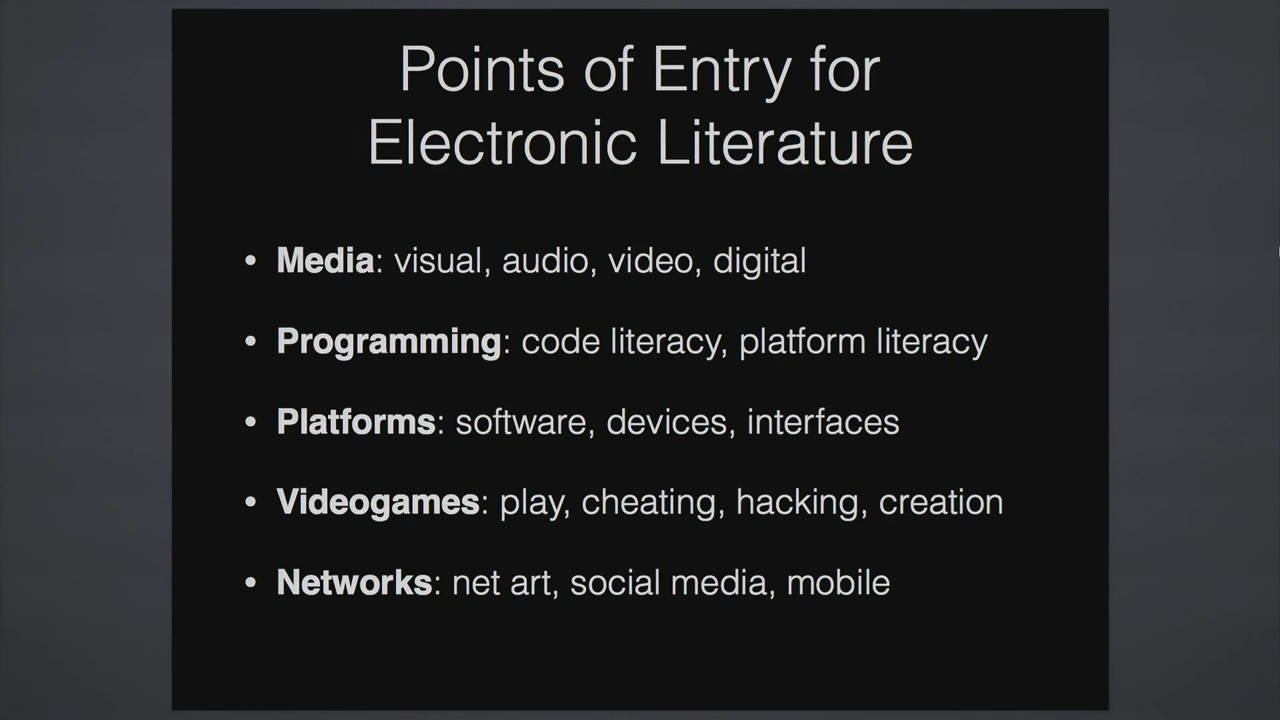 Points of Entry for
Electronic Literature
• Media: visual, audio, video, digital
• Programming: code literacy, platform literacy
• Platforms: software, devices, interfaces
• Videogames: play, cheating, hacking, creation
• Networks: net art, social media, mobile